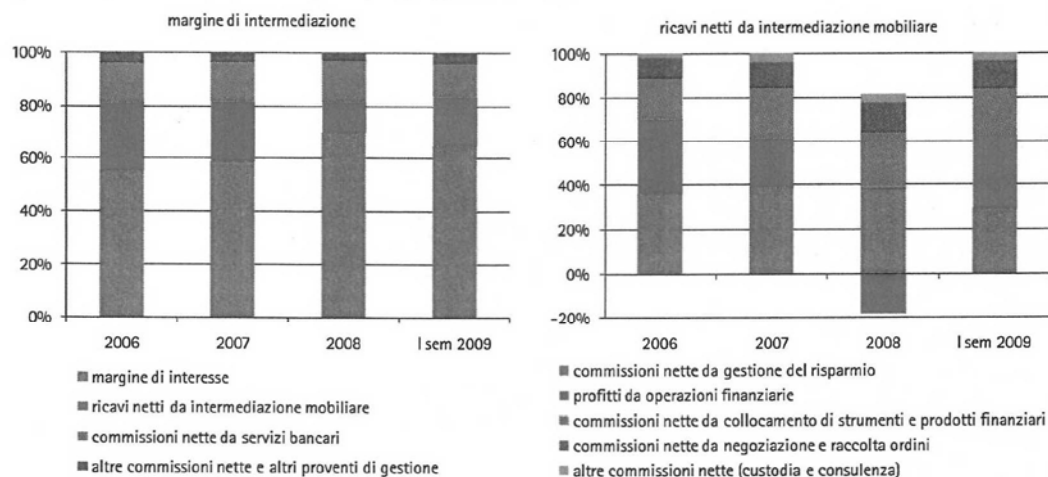 margine di intermediazione
100%
80%
60%
40%
20%
0%
2006 2007 2008 I sem 2009
margine di interesse
ricavi netti da intermediazione mobiliare
commissioni nette da servizi bancari
altre commissioni nette e altri proventi di gestione
ricavi netti da intermediazione mobiliare
100%
80%
60%
40%
20%
0%
-20%
2006 2007 2008 I sem 2009
commissioni nette da gestione del risparmio
profitti da operazioni finanziarie
commissioni nette da collocamento di strumenti e prodotti finanziari
commissioni nette da negoziazione e raccolta ordini
altre commissioni nette (custodia e consulenza)